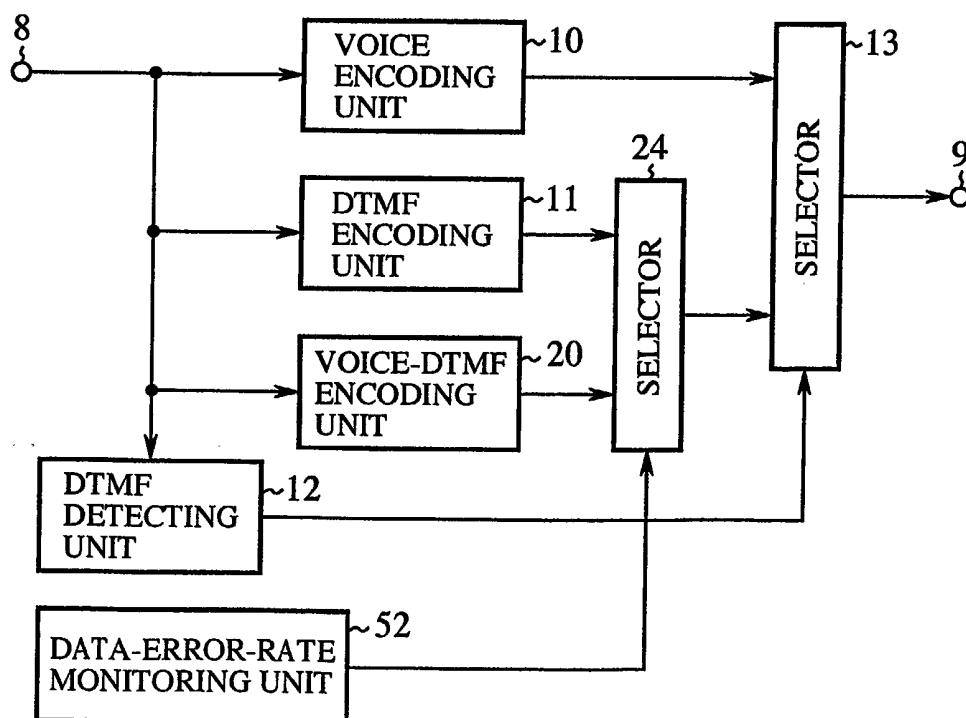 8
VOICE
ENCODING
UNIT
~10
13
SELECTOR
24
9
DTMF
ENCODING
UNIT
~11
SELECTOR
VOICE-DTMF
ENCODING
UNIT
~20
DTMF
DETECTING
UNIT
~12
DATA-ERROR-RATE
MONITORING UNIT
~52